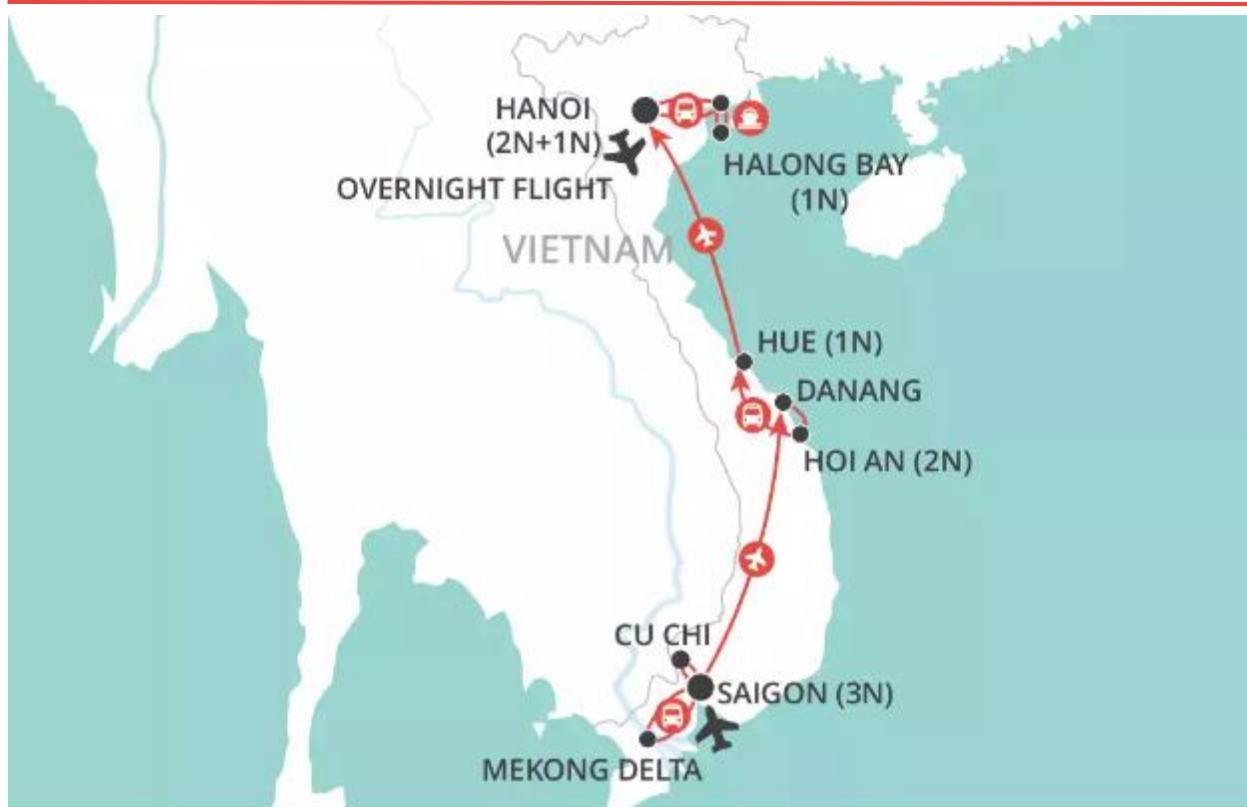 HANOI
(2N+1N)
OVERNIGHT FLIGHT
HALONG BAY
(1N)
VIETNAM
HUE (1N)
DANANG
HOI AN (2N)
CU CHI
SAIGON (3N)
MEKONG DELTA